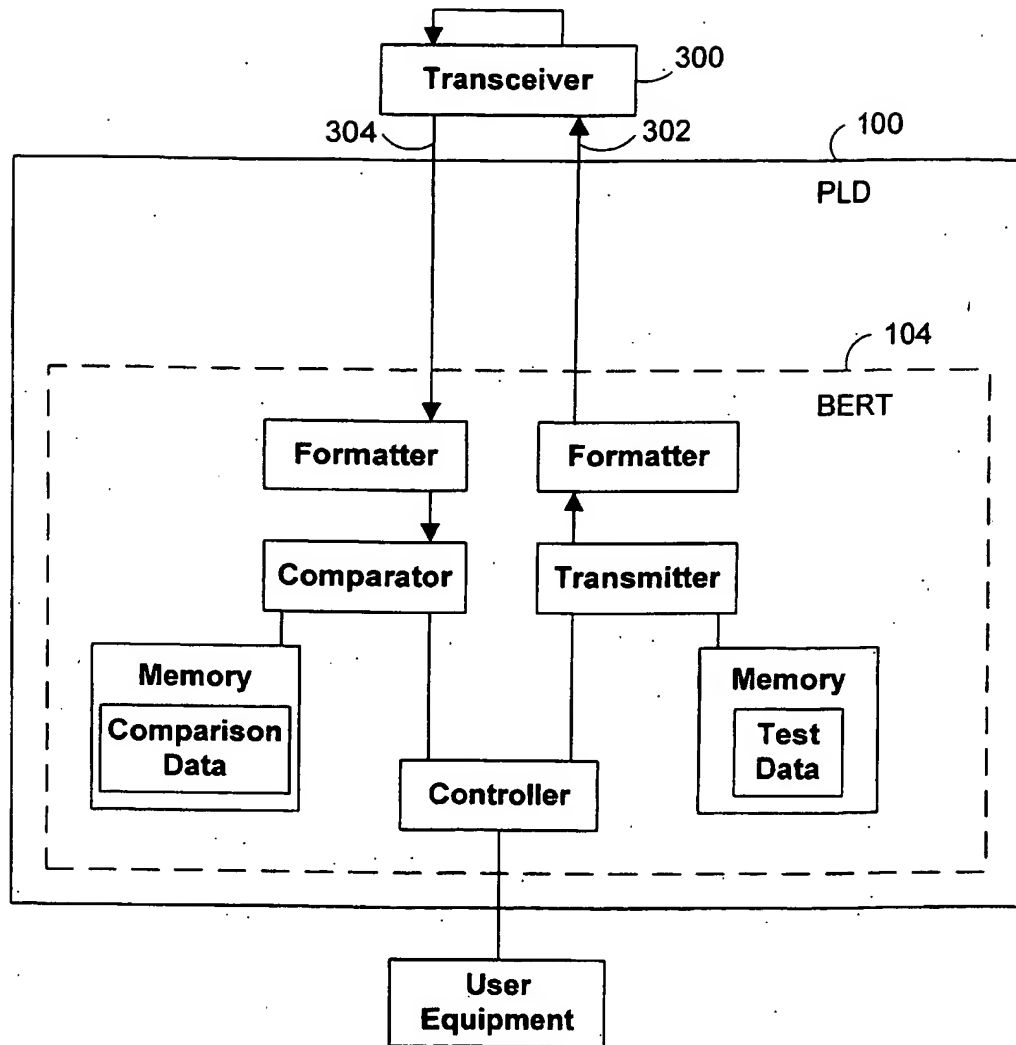 Transceiver
300
304
302
100
PLD
104
BERT
Formatter
Formatter
Comparator
Transmitter
Memory
Comparison
Data
Memory
Test
Data
Controller
User
Equipment